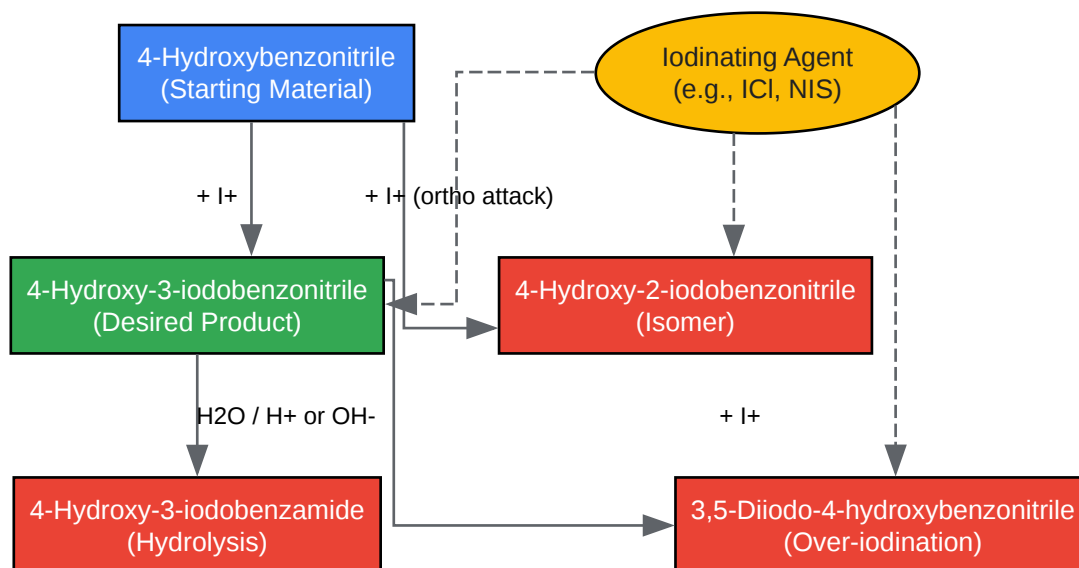 4-Hydroxybenzonitrile
(Starting Material)
Iodinating Agent
(e.g., ICl, NIS)
+ I+
+ I+ (ortho attack)
4-Hydroxy-3-iodobenzonitrile
(Desired Product)
4-Hydroxy-2-iodobenzonitrile
(Isomer)
H2O / H+ or OH-
+ I+
4-Hydroxy-3-iodobenzamide
(Hydrolysis)
3,5-Diiodo-4-hydroxybenzonitrile
(Over-iodination)